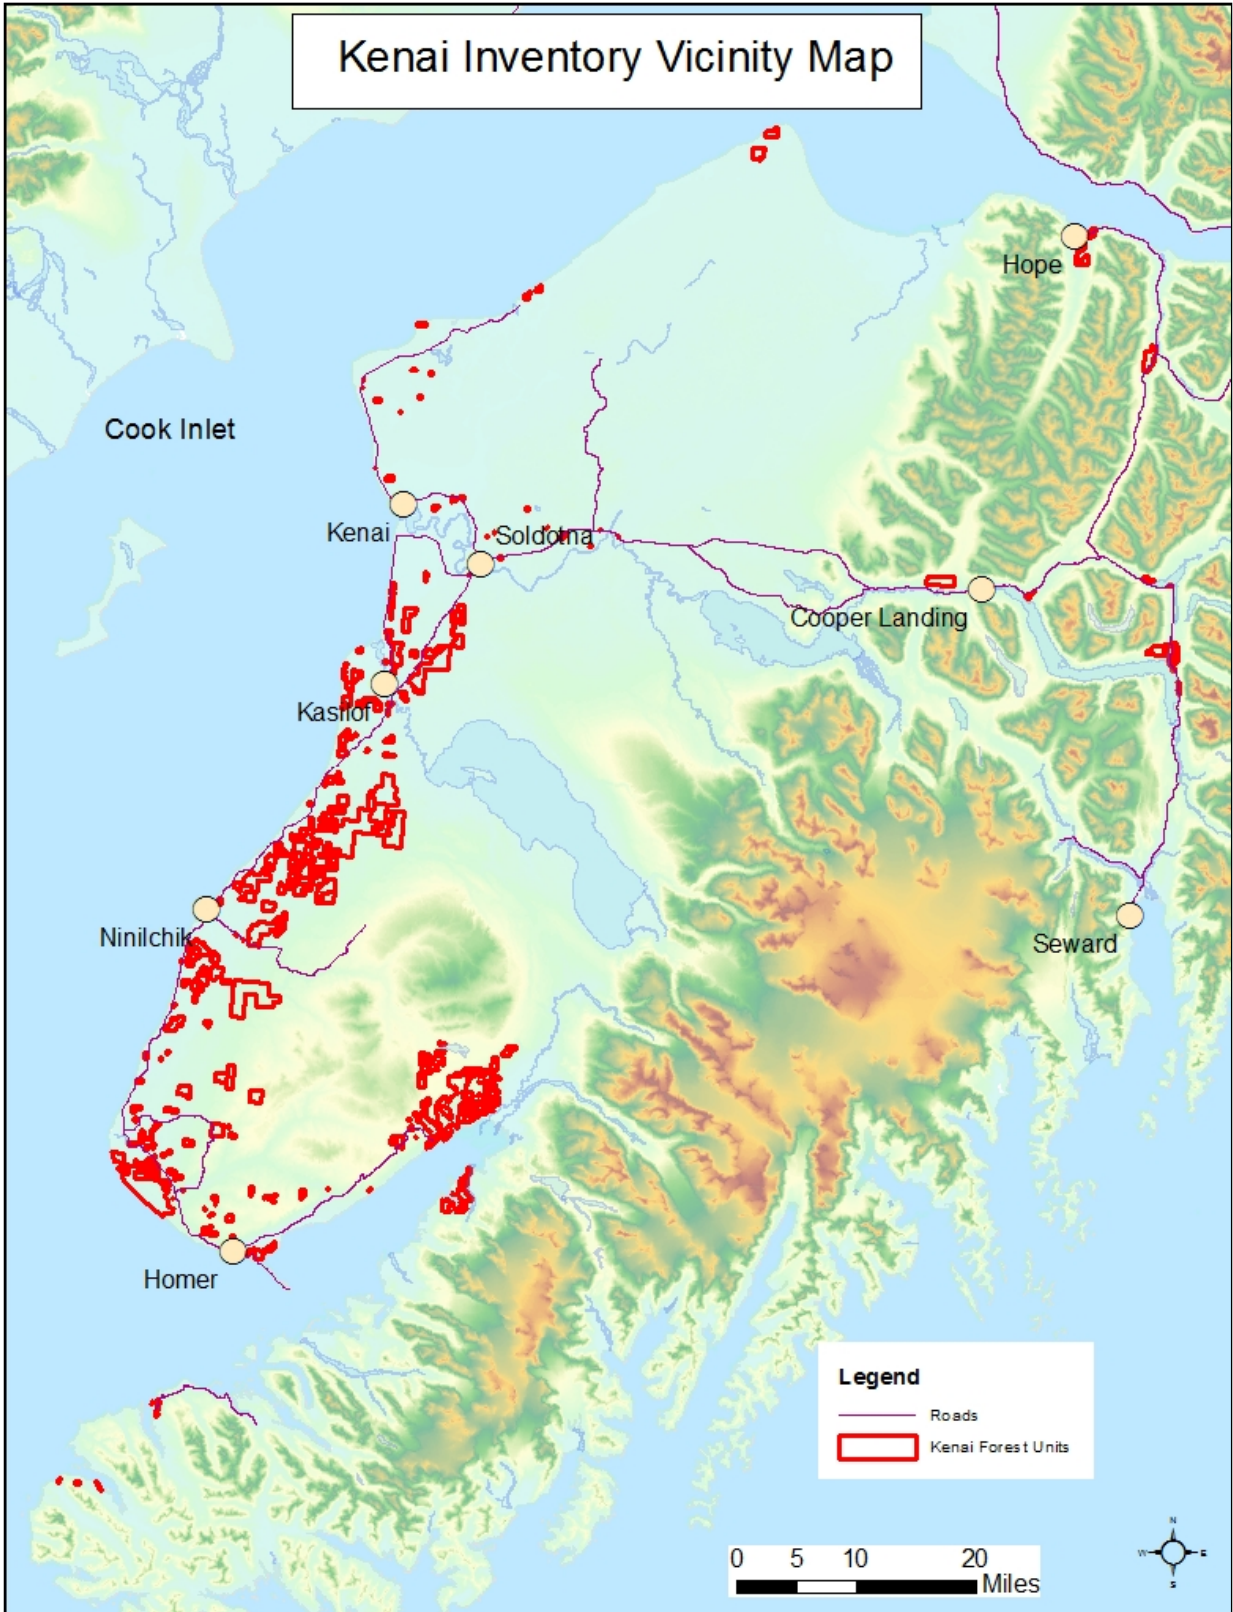 Kenai Inventory Vicinity Map
Hope
Cook Inlet
Kenai
Soldotna
Cooper Landing
Kasilof
Ninilchik
Seward
Homer
Legend
Roads
Kenai Forest Units
N
W E
S
0 5 10 20
Miles